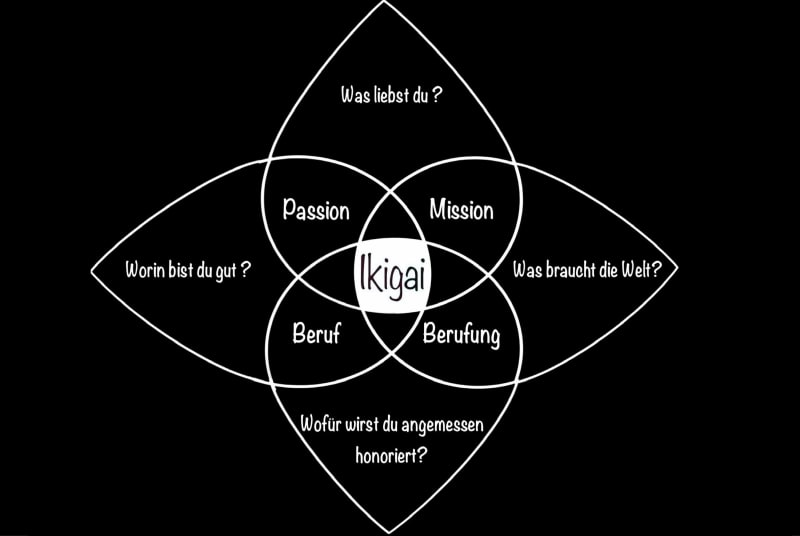 Was liebst du ?
Passion
Mission
Worin bist du gut ?
Ikigai
Was braucht die Welt?
Beruf
Berufung
Wofür wirst du angemessen
honoriert?